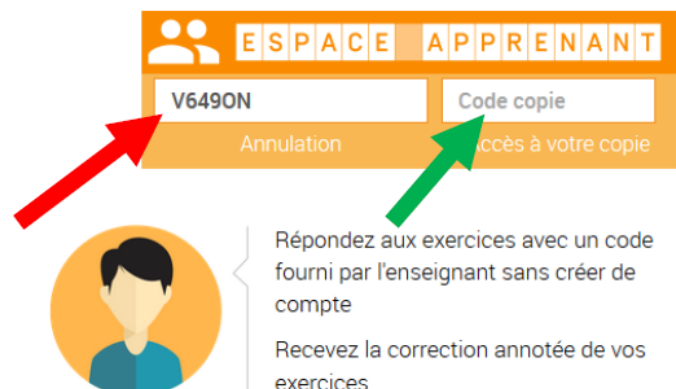 ESPACE APPRENANT
V649ON Code copie
Annulation Accès à votre copie
Répondez aux exercices avec un code
fourni par l'enseignant sans créer de
compte
Recevez la correction annotée de vos
exercices